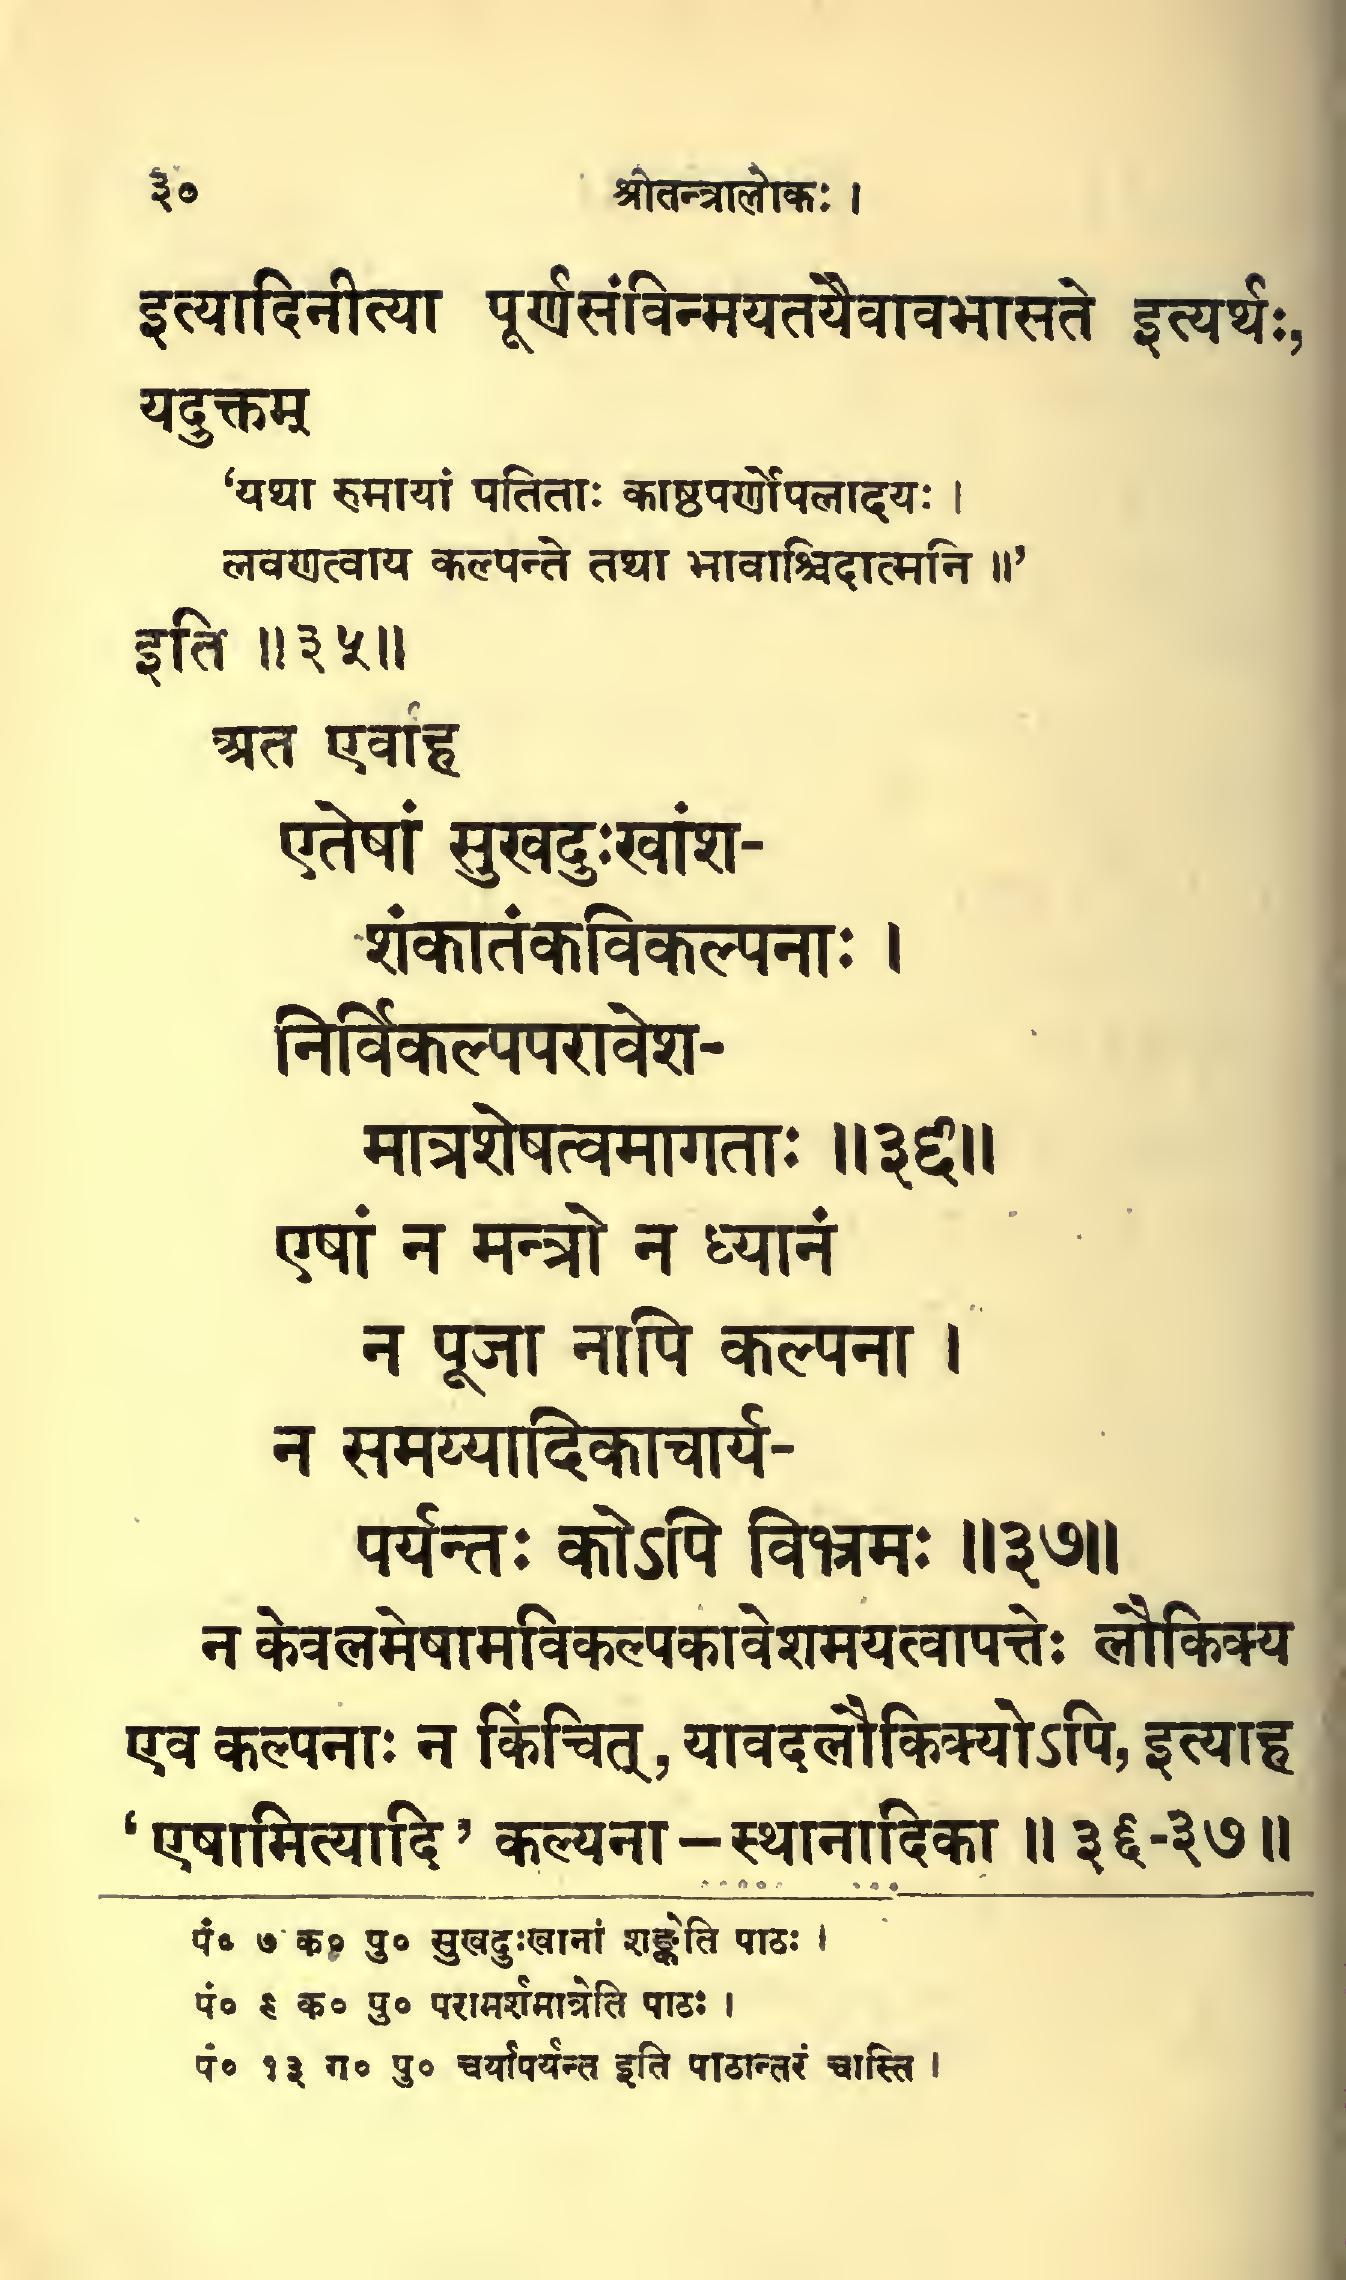 ३० श्रीतन्त्रालोकः ।
इत्यादिनीत्या पूर्णसंविन्मयतयैवावभासते इत्यर्थः,
यदुक्तम्
‘यथा रुमायां पतिताः काष्ठपर्णोपलादयः ।
लवणत्वाय कल्पन्ते तथा भावाश्चिदात्मनि ॥’
इति ॥३५॥
अत एवाह
एतेषां सुखदुःखांश-
शंकातंकविकल्पनाः ।
निर्विकल्पपरावेश-
मात्रशेषत्वमागताः ॥३६॥
एषां न मन्त्रो न ध्यानं
न पूजा नापि कल्पना ।
न समय्यादिकाचार्य-
पर्यन्तः कोऽपि विभ्रमः ॥३७॥
न केवलमेषामविकल्पकावेशमयत्वापत्तेः लौकिक्य
एव कल्पनाः न किंचित्, यावदलौकिक्योऽपि, इत्याह
‘एषामित्यादि’ कल्यना – स्थानादिका ॥ ३६-३७॥
पं० ७ क० पु० सुखदुःखानां शङ्केति पाठः ।
पं० ९ क० पु० परामर्शमात्रेति पाठः ।
पं० १३ ग० पु० चर्यापर्यन्त इति पाठान्तरं चास्ति ।